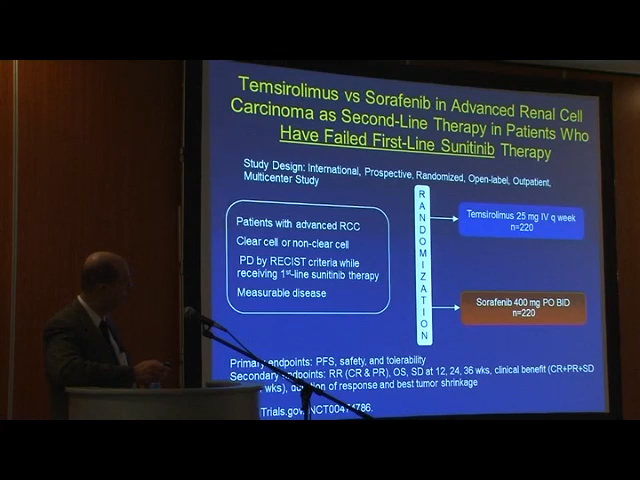 Temsirolimus vs Sorafenib in Advanced Renal Cell
Carcinoma as Second-Line Therapy in Patients Who
Have Failed First-Line Sunitinib Therapy
Study Design: International, Prospective, Randomized, Open-label, Outpatient,
Multicenter Study
Patients with advanced RCC
Clear cell or non-clear cell
PD by RECIST criteria while
receiving 1st-line sunitinib therapy
Measurable disease
RANDOMIZATION
Temsirolimus 25 mg IV q week
n=220
Sorafenib 400 mg PO BID
n=220
Primary endpoints: PFS, safety, and tolerability
Secondary endpoints: RR (CR & PR), OS, SD at 12, 24, 36 wks, clinical benefit (CR+PR+SD
wks), duration of response and best tumor shrinkage
Trials.gov NCT00474786.